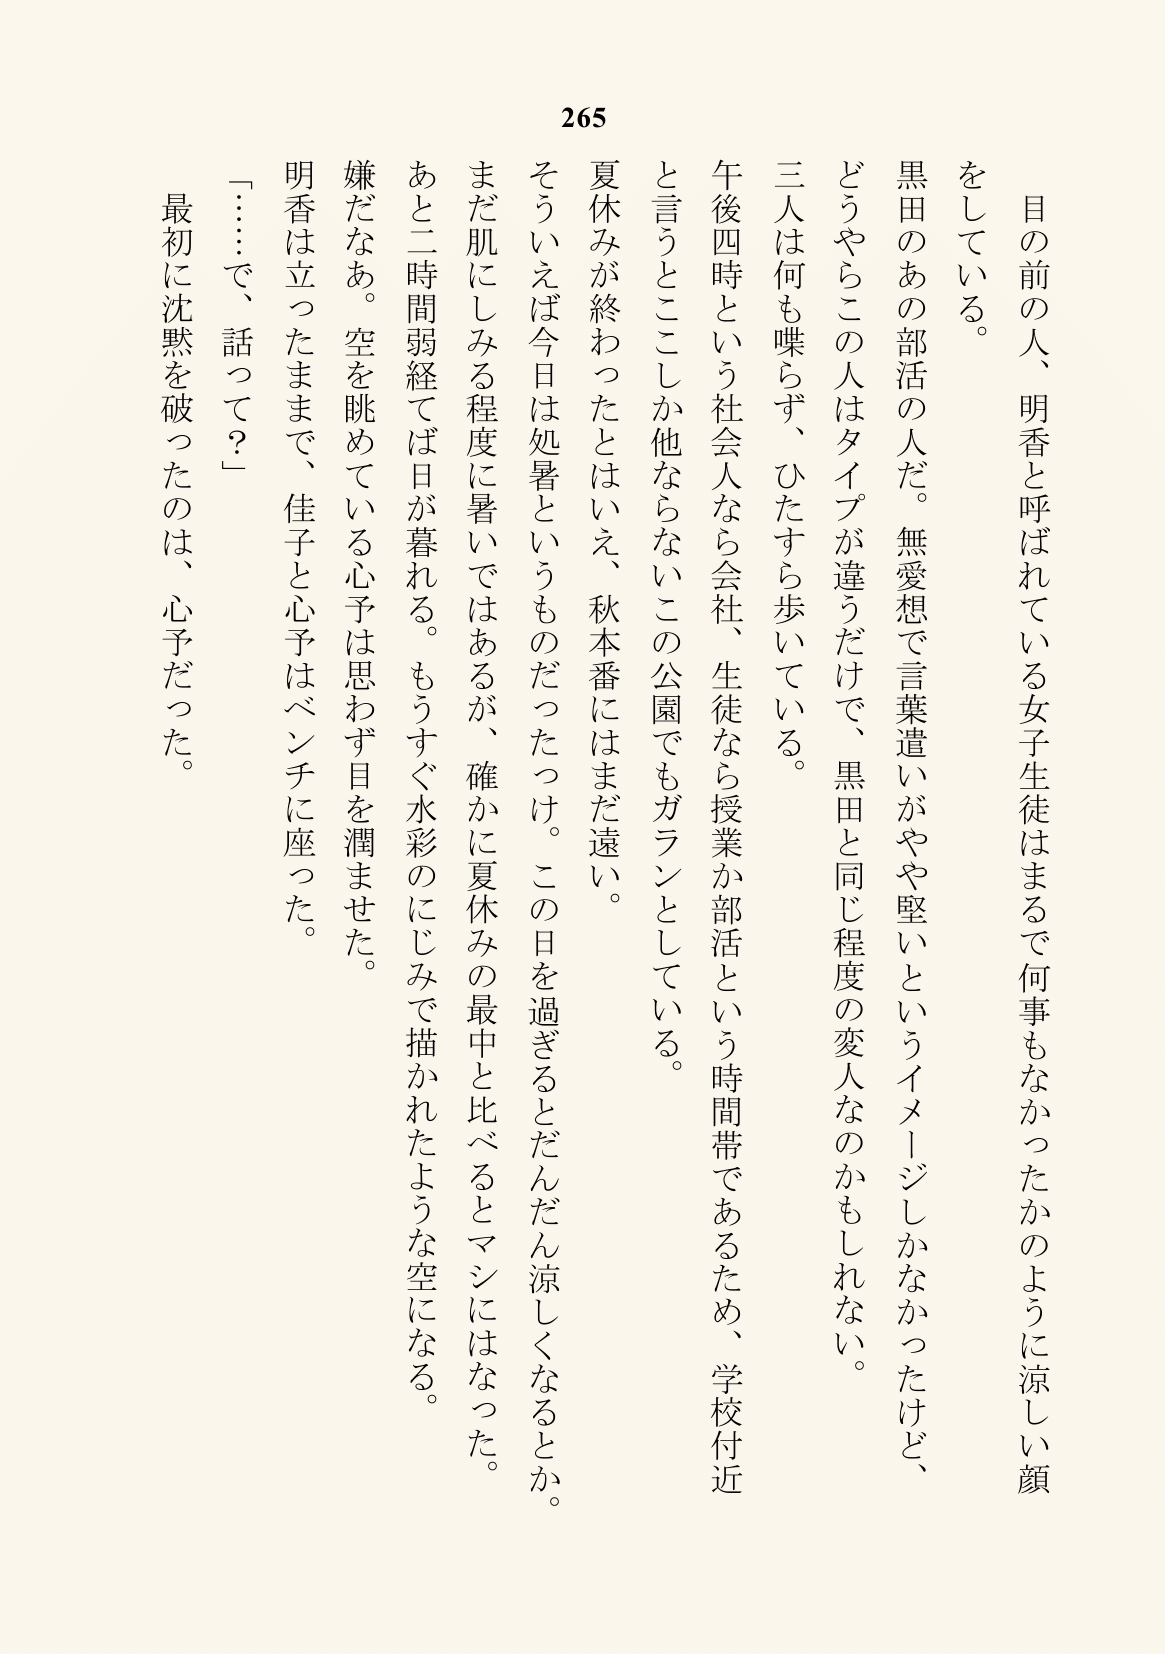 265
　目の前の人、明香と呼ばれている女子生徒はまるで何事もなかったかのように涼しい顔
をしている。
黒田のあの部活の人だ。無愛想で言葉遣いがやや堅いというイメージしかなかったけど、
どうやらこの人はタイプが違うだけで、黒田と同じ程度の変人なのかもしれない。
三人は何も喋らず、ひたすら歩いている。
午後四時という社会人なら会社、生徒なら授業か部活という時間帯であるため、学校付近
と言うとここしか他ならないこの公園でもガランとしている。
夏休みが終わったとはいえ、秋本番にはまだ遠い。
そういえば今日は処暑というものだったっけ。この日を過ぎるとだんだん涼しくなるとか。
まだ肌にしみる程度に暑いではあるが、確かに夏休みの最中と比べるとマシにはなった。
あと二時間弱経てば日が暮れる。もうすぐ水彩のにじみで描かれたような空になる。
嫌だなあ。空を眺めている心予は思わず目を潤ませた。
明香は立ったままで、佳子と心予はベンチに座った。
「……で、話って？」
　最初に沈黙を破ったのは、心予だった。